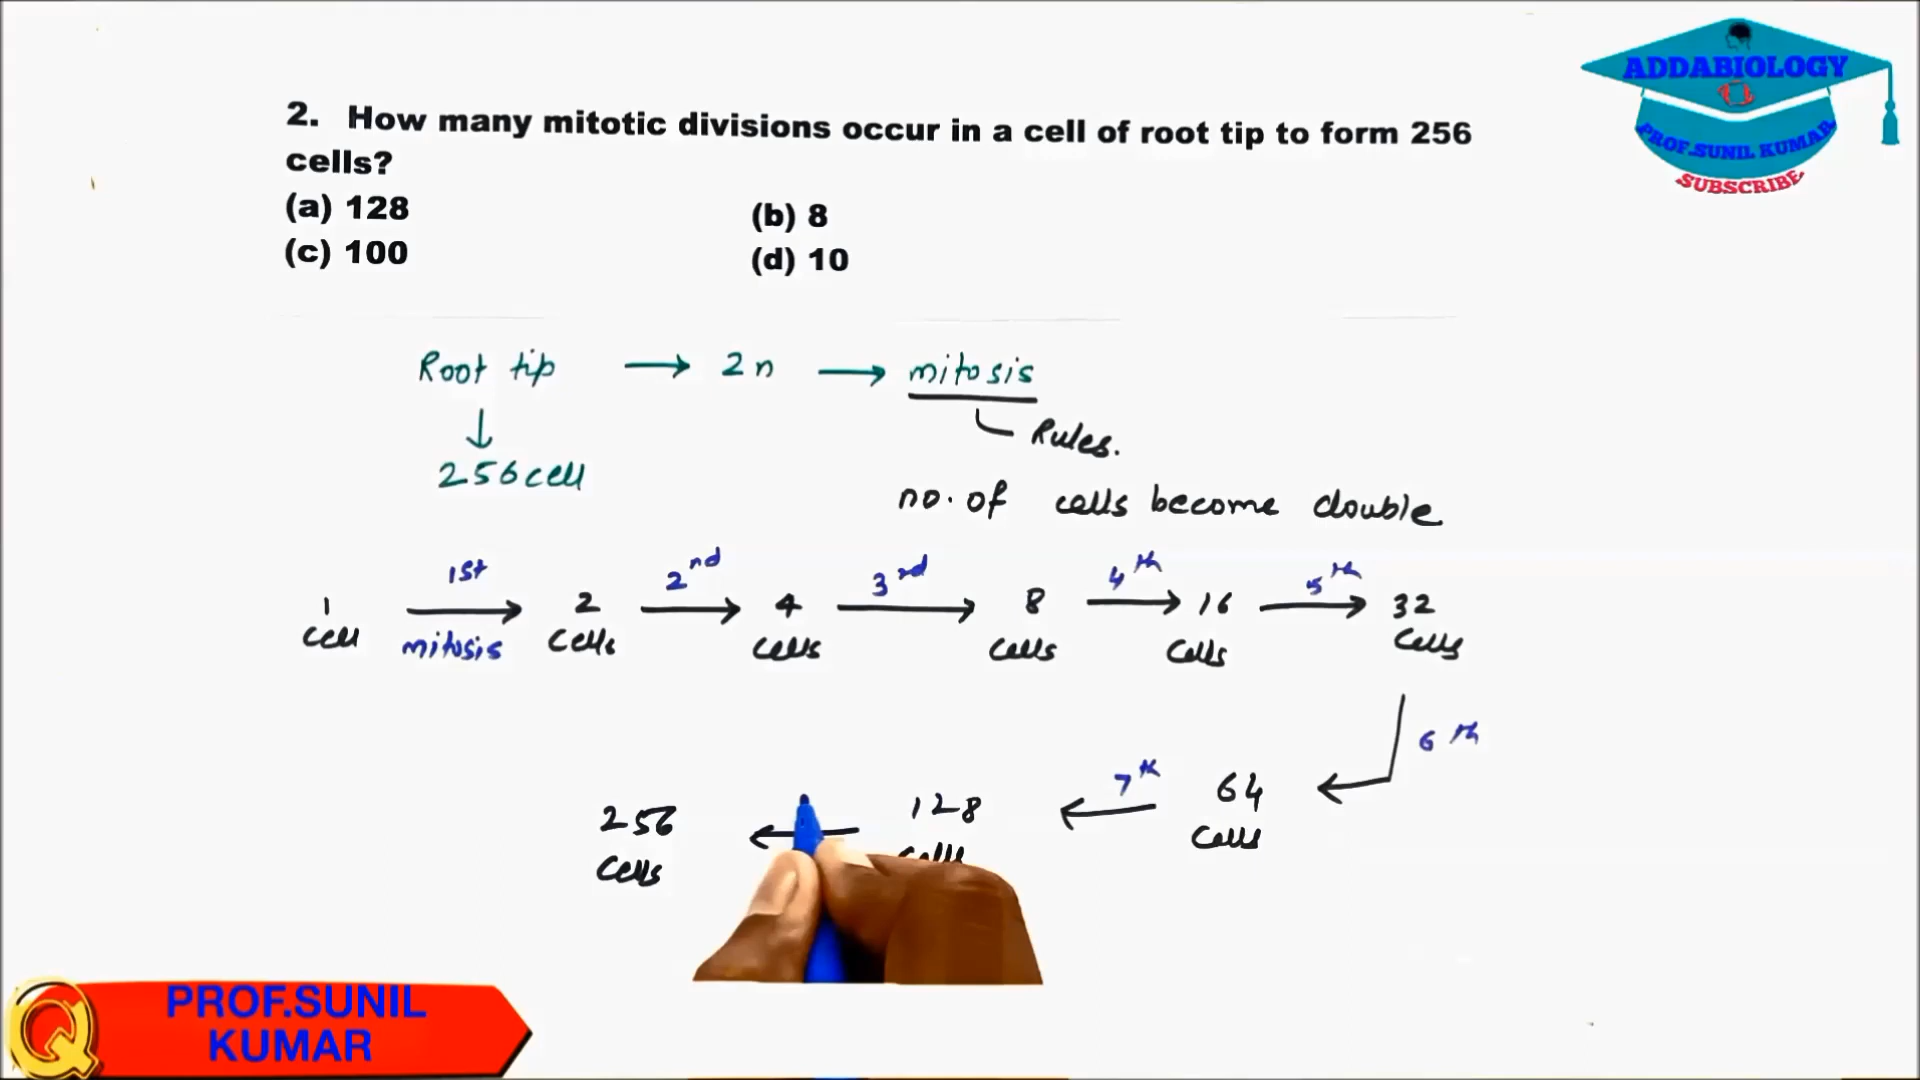 ADDABIOLOGY
PROF.SUNIL KUMAR
SUBSCRIBE
2. How many mitotic divisions occur in a cell of root tip to form 256
cells?
(a) 128 (b) 8
(c) 100 (d) 10
Root tip → 2n → mitosis
Rules.
↓
256 cell
no. of cells become double
1st 2nd 3rd 4th 5th
1 → 2 → 4 → 8 → 16 → 32
cell mitosis cells cells cells cells cells
6th
7th
256 ← 128 ← 64
cells cells cells
PROF.SUNIL
KUMAR